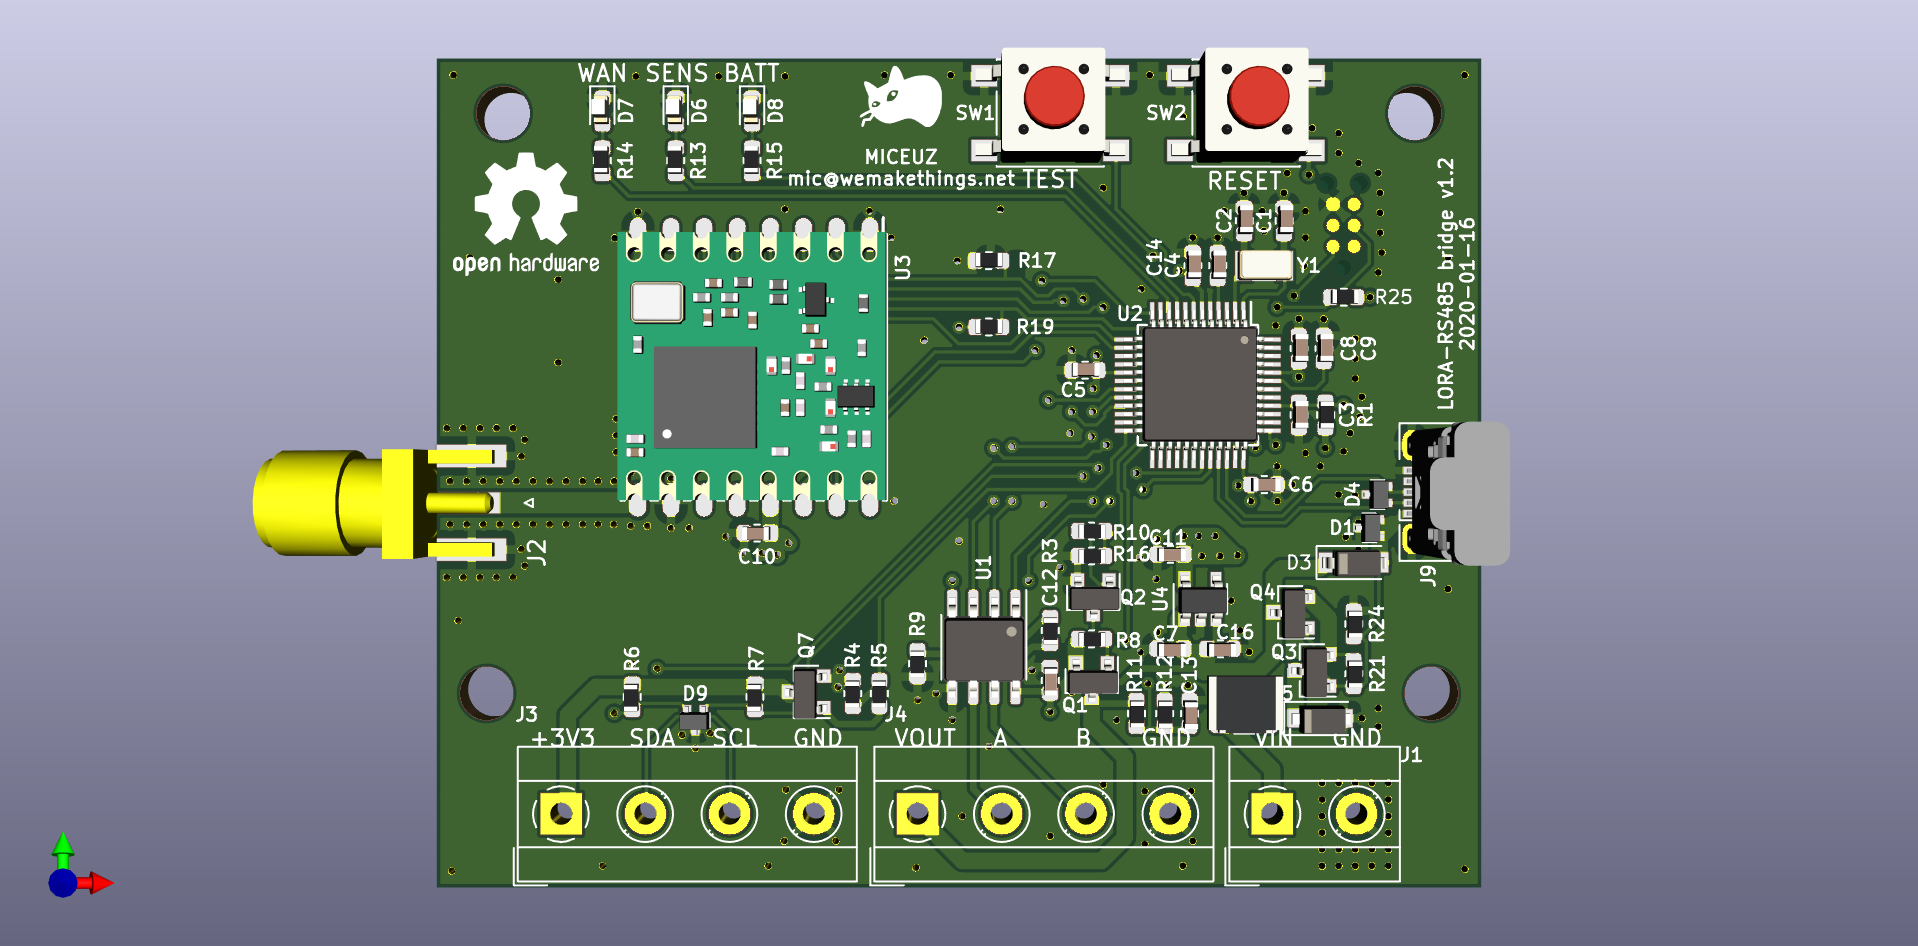 WAN SENS BATT
D7
D6
D8
R14
R13
R15
MICEUZ
mic@wemakethings.net
SW1
TEST
SW2
RESET
open hardware
U3
R17
R19
C2
C1
C14
C4
Y1
R25
LORA-RS485 bridge v1.2
2020-01-16
U2
C5
C8
C9
C3
R1
C6
D4
D1
D3
J9
J2
C10
U1
R3
C12
R10
R16
C11
Q2
U4
R8
C7
C16
Q4
Q3
R24
R21
R9
R6
D9
R7
Q7
R4
R5
Q1
R11
R12
C13
5
J3
+3V3 SDA SCL GND
J4
VOUT A B GND
VIN GND
J1